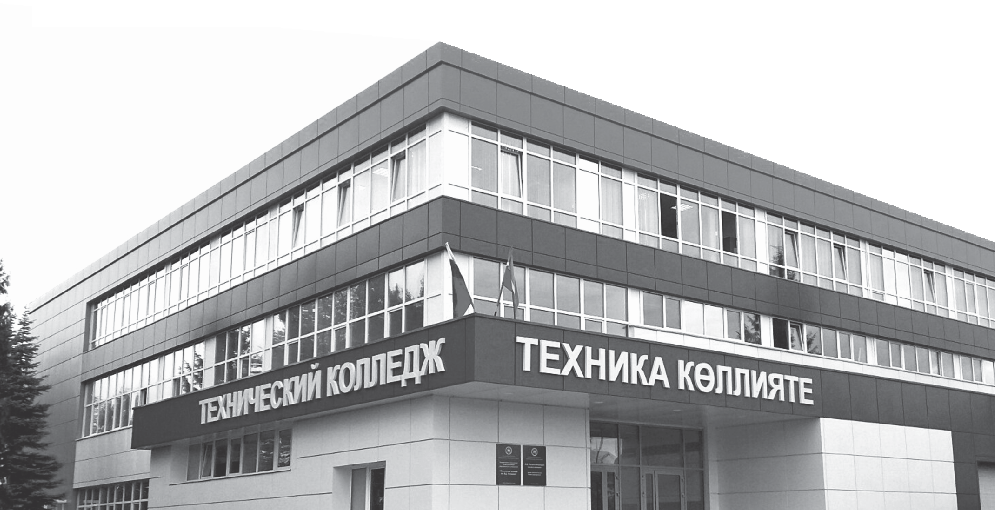 ТЕХНИЧЕСКИЙ КОЛЛЕДЖ
ТЕХНИКА КӨЛЛИЯТЕ